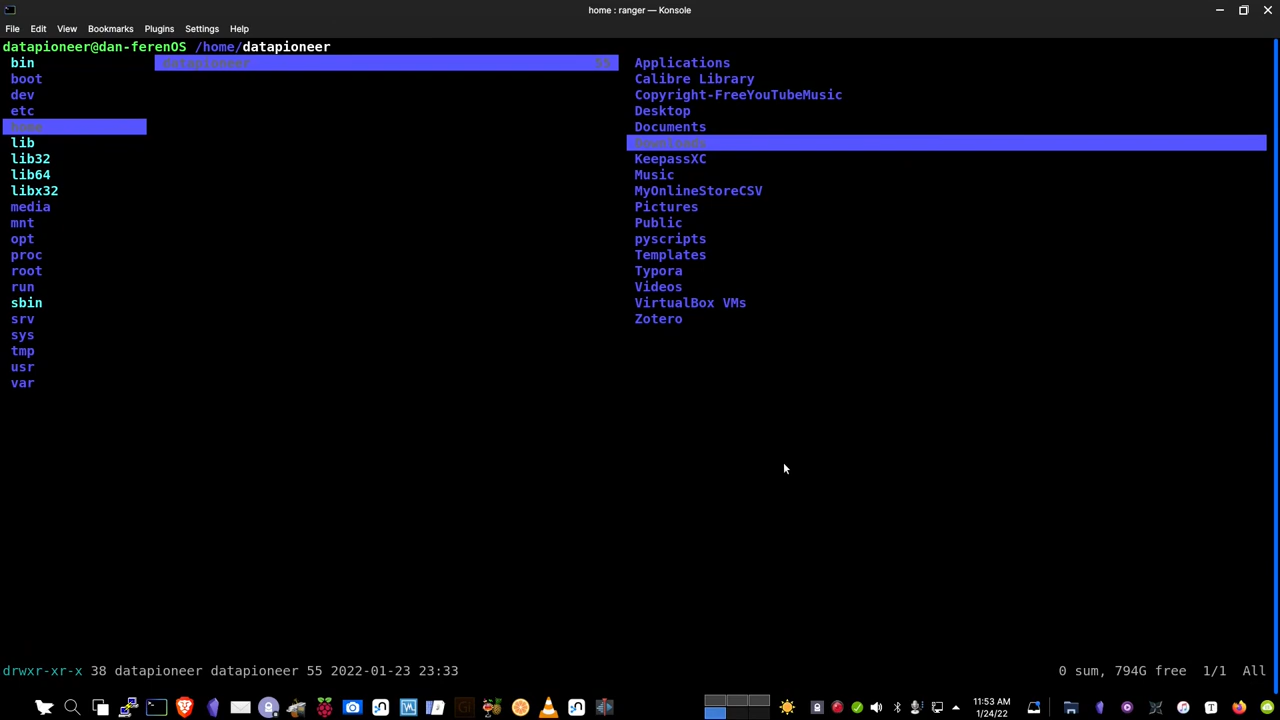 home : ranger — Konsole
File Edit View Bookmarks Plugins Settings Help
datapioneer@dan-ferenOS /home/datapioneer
bin
boot
dev
etc
home
lib
lib32
lib64
libx32
media
mnt
opt
proc
root
run
sbin
srv
sys
tmp
usr
var
datapioneer 55
Applications
Calibre Library
Copyright-FreeYouTubeMusic
Desktop
Documents
Downloads
KeepassXC
Music
MyOnlineStoreCSV
Pictures
Public
pyscripts
Templates
Typora
Videos
VirtualBox VMs
Zotero
drwxr-xr-x 38 datapioneer datapioneer 55 2022-01-23 23:33 0 sum, 794G free 1/1 All
11:53 AM
1/24/22